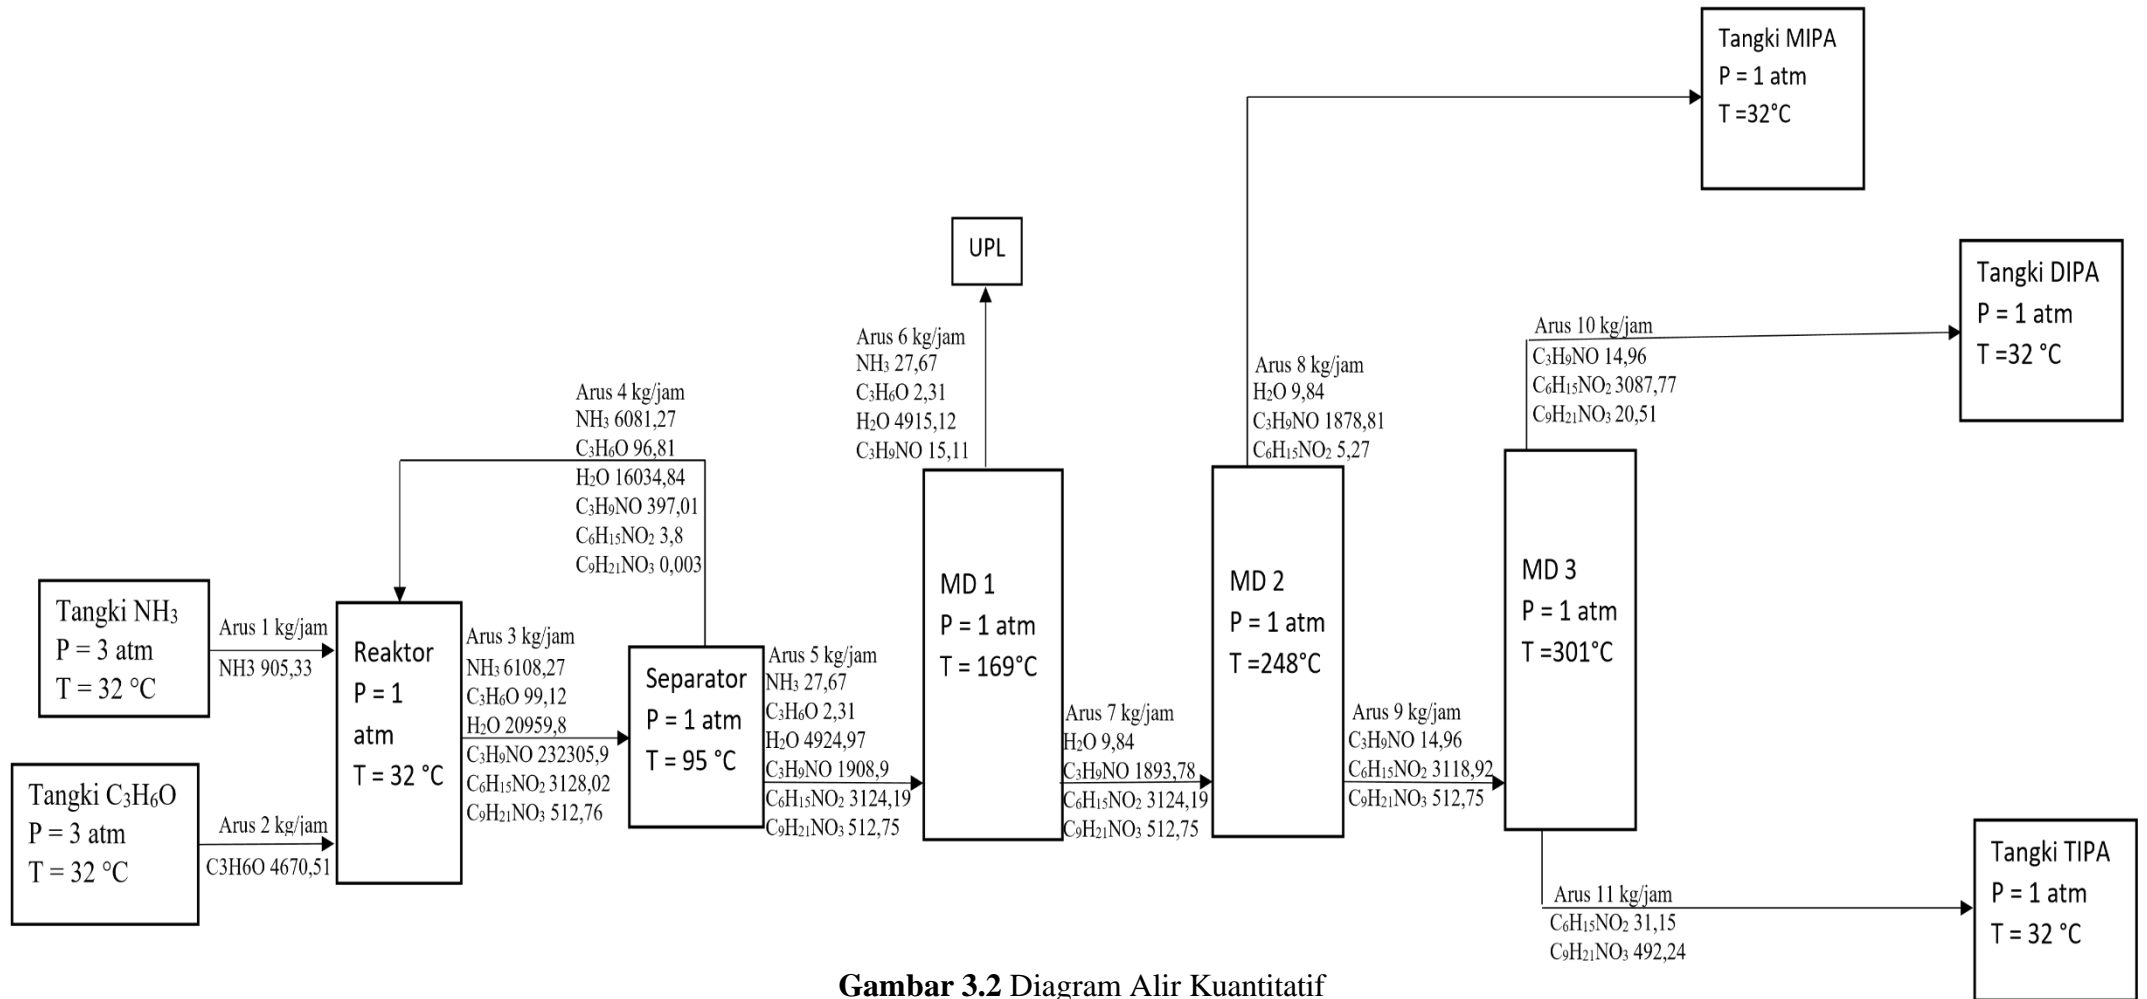 Tangki MIPA
P = 1 atm
T =32°C
UPL
Tangki DIPA
P = 1 atm
T =32 °C
Arus 10 kg/jam
C₃H₉NO 14,96
C₆H₁₅NO₂ 3087,77
C₉H₂₁NO₃ 20,51
Arus 6 kg/jam
NH₃ 27,67
C₃H₆O 2,31
H₂O 4915,12
C₃H₉NO 15,11
Arus 8 kg/jam
H₂O 9,84
C₃H₉NO 1878,81
C₆H₁₅NO₂ 5,27
Arus 4 kg/jam
NH₃ 6081,27
C₃H₆O 96,81
H₂O 16034,84
C₃H₉NO 397,01
C₆H₁₅NO₂ 3,8
C₉H₂₁NO₃ 0,003
Tangki NH₃
P = 3 atm
T = 32 °C
Arus 1 kg/jam
NH3 905,33
Tangki C₃H₆O
P = 3 atm
T = 32 °C
Arus 2 kg/jam
C3H6O 4670,51
Reaktor
P = 1
atm
T = 32 °C
Arus 3 kg/jam
NH₃ 6108,27
C₃H₆O 99,12
H₂O 20959,8
C₃H₉NO 232305,9
C₆H₁₅NO₂ 3128,02
C₉H₂₁NO₃ 512,76
Separator
P = 1 atm
T = 95 °C
Arus 5 kg/jam
NH₃ 27,67
C₃H₆O 2,31
H₂O 4924,97
C₃H₉NO 1908,9
C₆H₁₅NO₂ 3124,19
C₉H₂₁NO₃ 512,75
MD 1
P = 1 atm
T = 169°C
Arus 7 kg/jam
H₂O 9,84
C₃H₉NO 1893,78
C₆H₁₅NO₂ 3124,19
C₉H₂₁NO₃ 512,75
MD 2
P = 1 atm
T =248°C
Arus 9 kg/jam
C₃H₉NO 14,96
C₆H₁₅NO₂ 3118,92
C₉H₂₁NO₃ 512,75
MD 3
P = 1 atm
T =301°C
Arus 11 kg/jam
C₆H₁₅NO₂ 31,15
C₉H₂₁NO₃ 492,24
Tangki TIPA
P = 1 atm
T = 32 °C
Gambar 3.2 Diagram Alir Kuantitatif